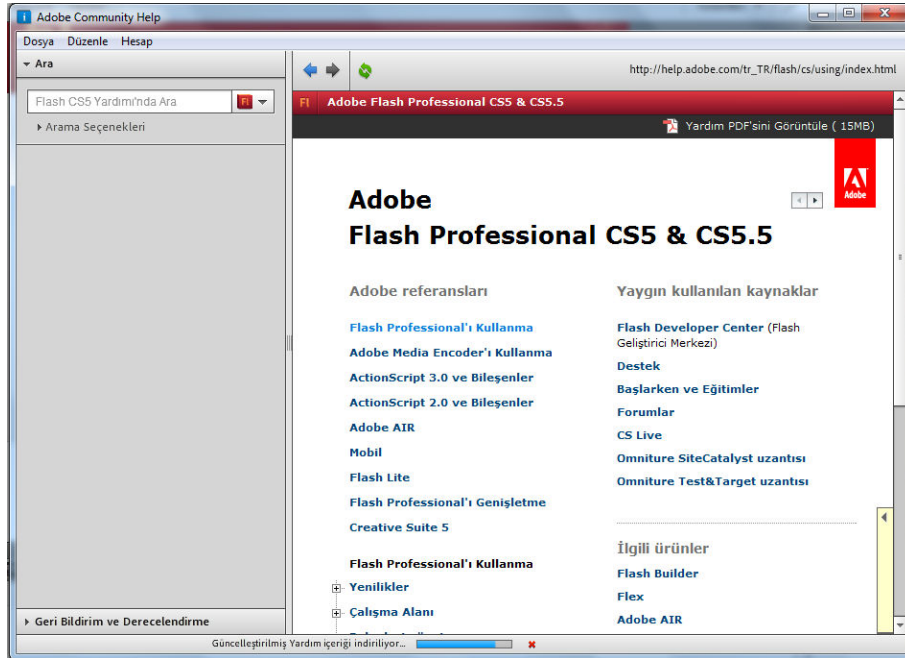 Adobe Community Help
Dosya Düzenle Hesap
Ara
Flash CS5 Yardımı'nda Ara
Arama Seçenekleri
Geri Bildirim ve Derecelendirme
http://help.adobe.com/tr_TR/flash/cs/using/index.html
Fl Adobe Flash Professional CS5 & CS5.5
Yardım PDF'sini Görüntüle ( 15MB)
Adobe
Adobe
Flash Professional CS5 & CS5.5
Adobe referansları
Flash Professional'ı Kullanma
Adobe Media Encoder'ı Kullanma
ActionScript 3.0 ve Bileşenler
ActionScript 2.0 ve Bileşenler
Adobe AIR
Mobil
Flash Lite
Flash Professional'ı Genişletme
Creative Suite 5
Flash Professional'ı Kullanma
Yenilikler
Çalışma Alanı
Yaygın kullanılan kaynaklar
Flash Developer Center (Flash
Geliştirici Merkezi)
Destek
Başlarken ve Eğitimler
Forumlar
CS Live
Omniture SiteCatalyst uzantısı
Omniture Test&Target uzantısı
İlgili ürünler
Flash Builder
Flex
Adobe AIR
Güncelleştirilmiş Yardım içeriği indiriliyor...